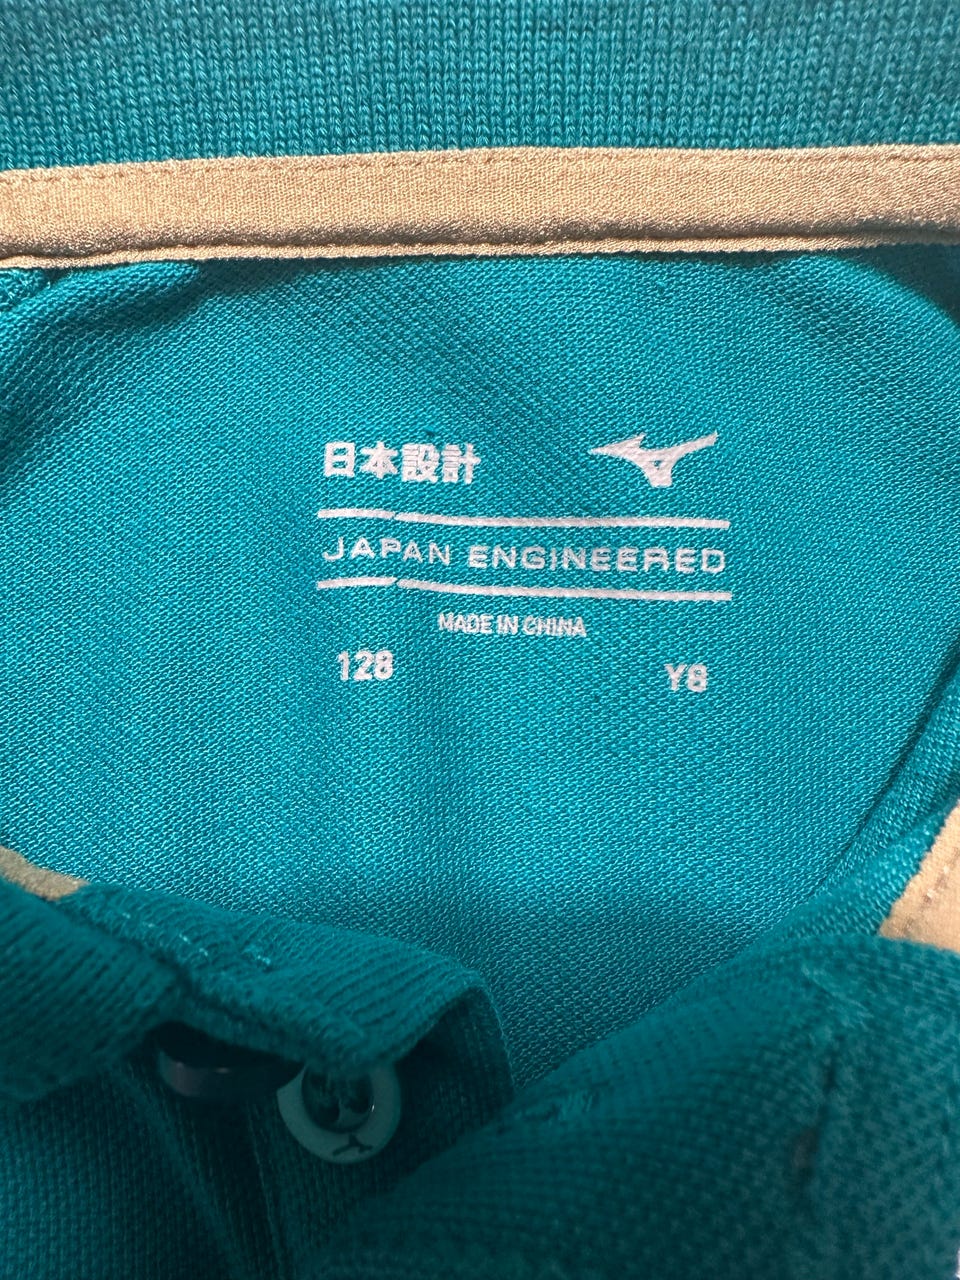 日本設計
JAPAN ENGINEERED
MADE IN CHINA
128 Y8